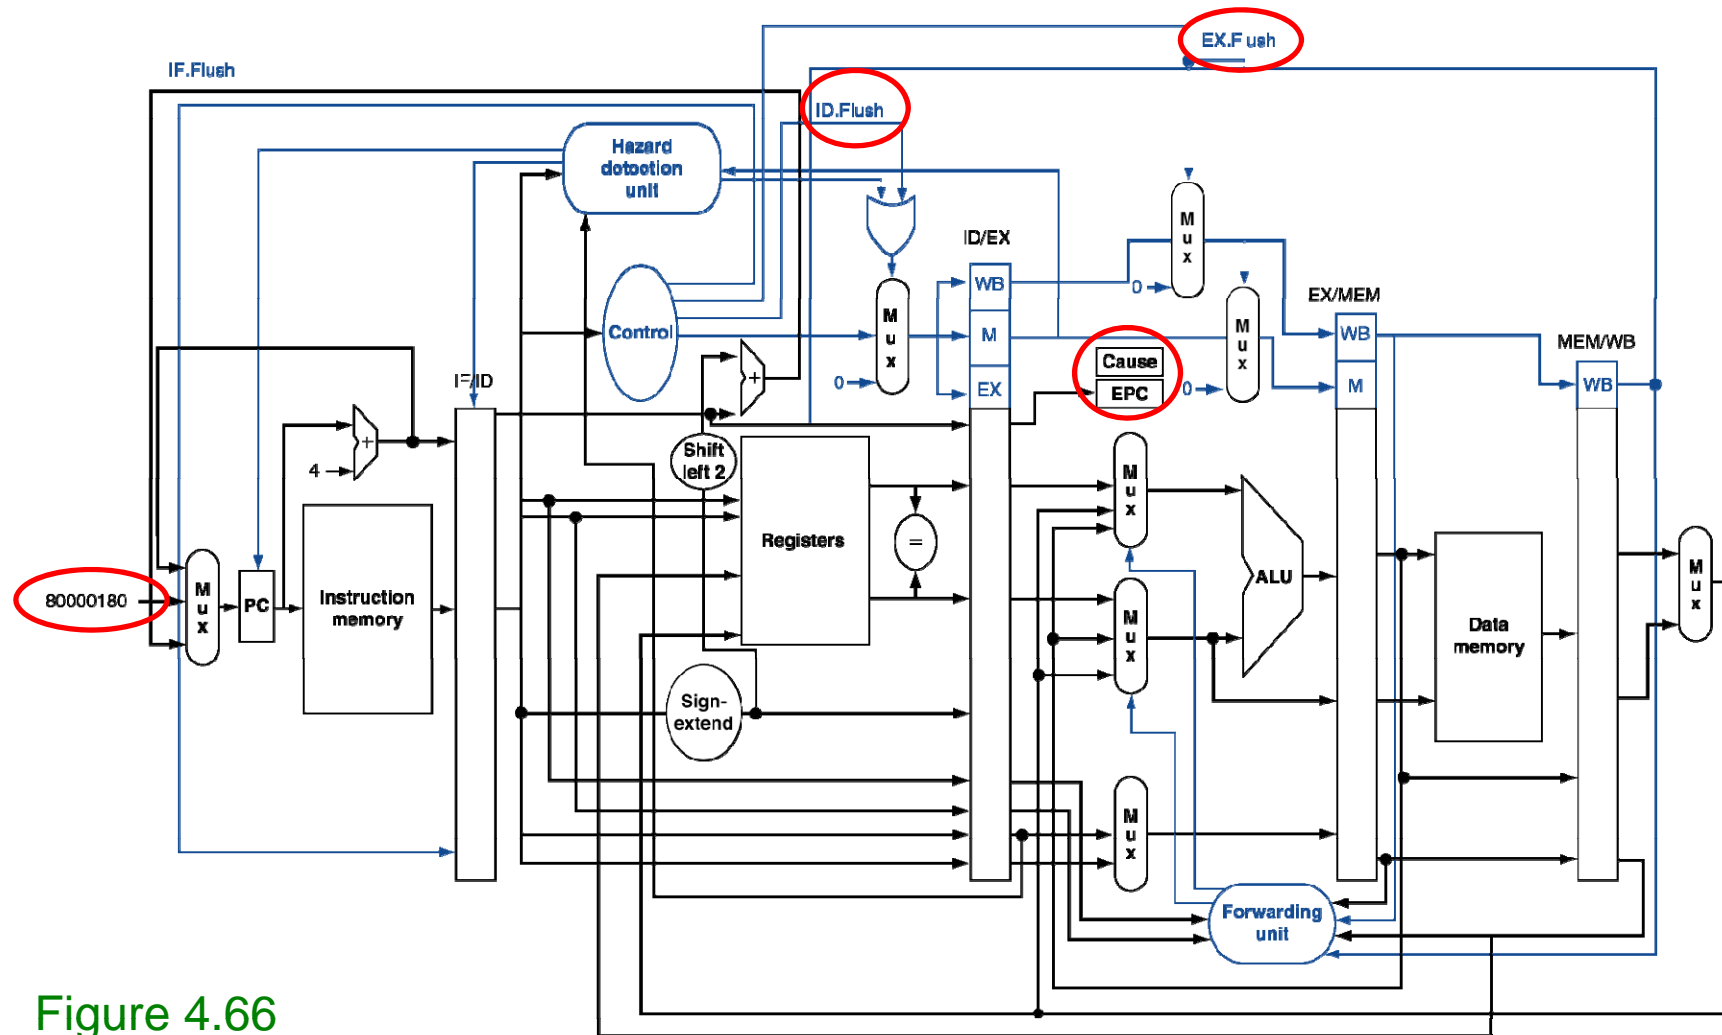 EX.F ush
IF.Flush
ID.Flush
Hazard
dotootion
unit
M
u
x
ID/EX
WB
0
EX/MEM
M
u
x
Control
M
u
x
M
WB
MEM/WB
Cause
+
IF/ID
0
EX
EPC
0
M
WB
+
4
Shift
left 2
M
u
x
Registers
=
80000180
M
u
x
PC
Instruction
memory
ALU
M
u
x
M
u
x
Data
memory
Sign-
extend
M
u
x
Forwarding
unit
Figure 4.66